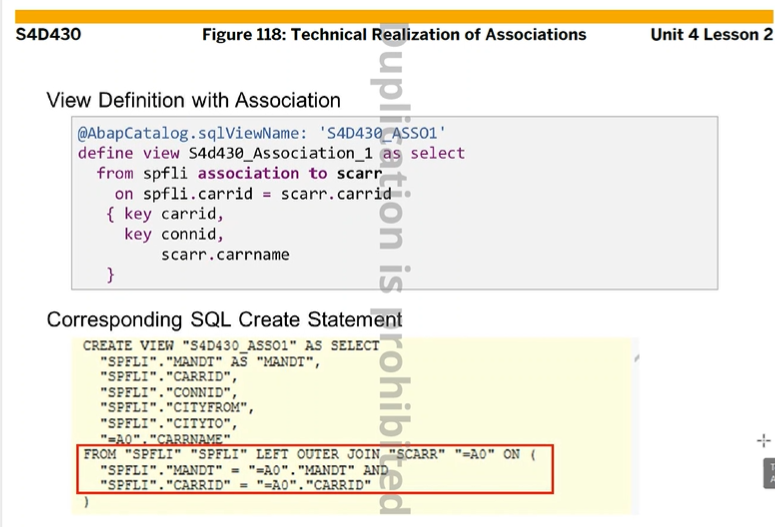 S4D430 Figure 118: Technical Realization of Associations Unit 4 Lesson 2
View Definition with Association
@AbapCatalog.sqlViewName: 'S4D430_ASSO1'
define view S4d430_Association_1 as select
from spfli association to scarr
on spfli.carrid = scarr.carrid
{ key carrid,
key connid,
scarr.carrname
}
Corresponding SQL Create Statement
CREATE VIEW "S4D430_ASSO1" AS SELECT
"SPFLI"."MANDT" AS "MANDT",
"SPFLI"."CARRID",
"SPFLI"."CONNID",
"SPFLI"."CITYFROM",
"SPFLI"."CITYTO",
"=A0"."CARRNAME"
FROM "SPFLI" "SPFLI" LEFT OUTER JOIN "SCARR" "=A0" ON (
"SPFLI"."MANDT" = "=A0"."MANDT" AND
"SPFLI"."CARRID" = "=A0"."CARRID"
)
Duplication is prohibited